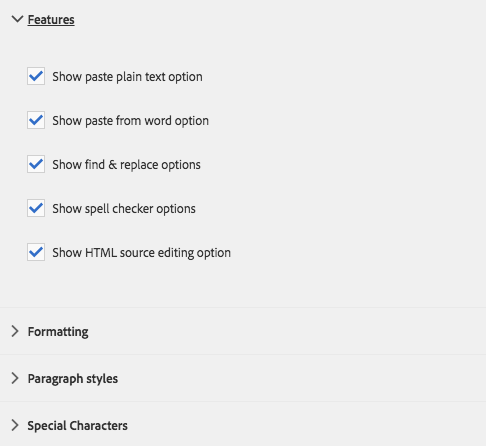 Features
Show paste plain text option
Show paste from word option
Show find & replace options
Show spell checker options
Show HTML source editing option
Formatting
Paragraph styles
Special Characters